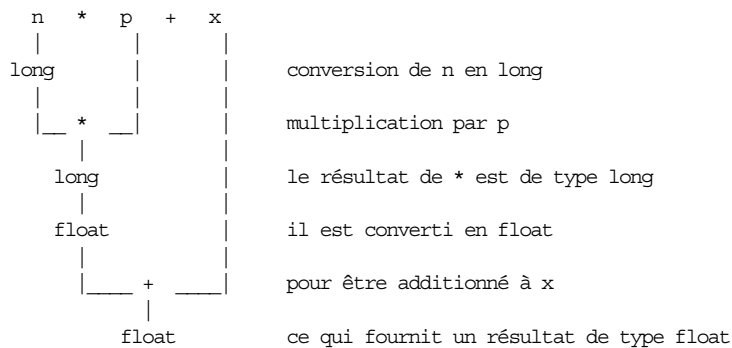 n * p + x
long conversion de n en long
* multiplication par p
long le résultat de * est de type long
float il est converti en float
+ pour être additionné à x
float ce qui fournit un résultat de type float